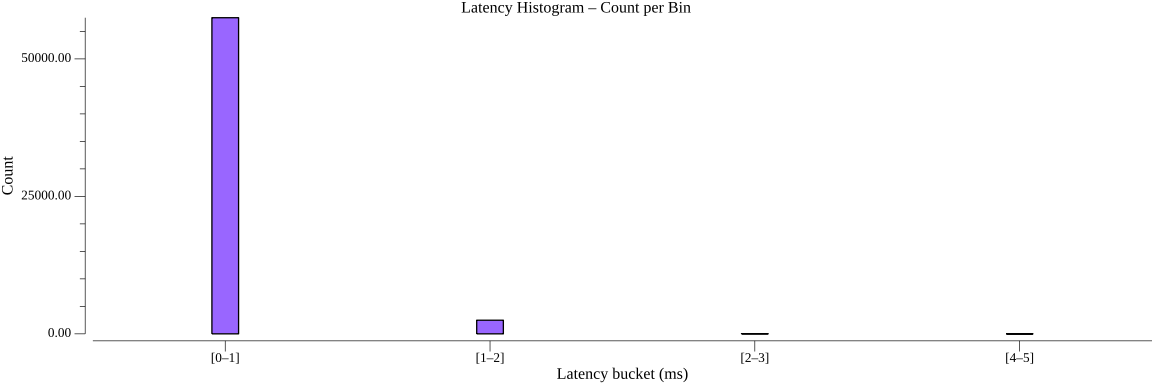 Latency Histogram – Count per Bin
Count
50000.00
25000.00
0.00
[0–1]
[1–2]
[2–3]
[4–5]
Latency bucket (ms)